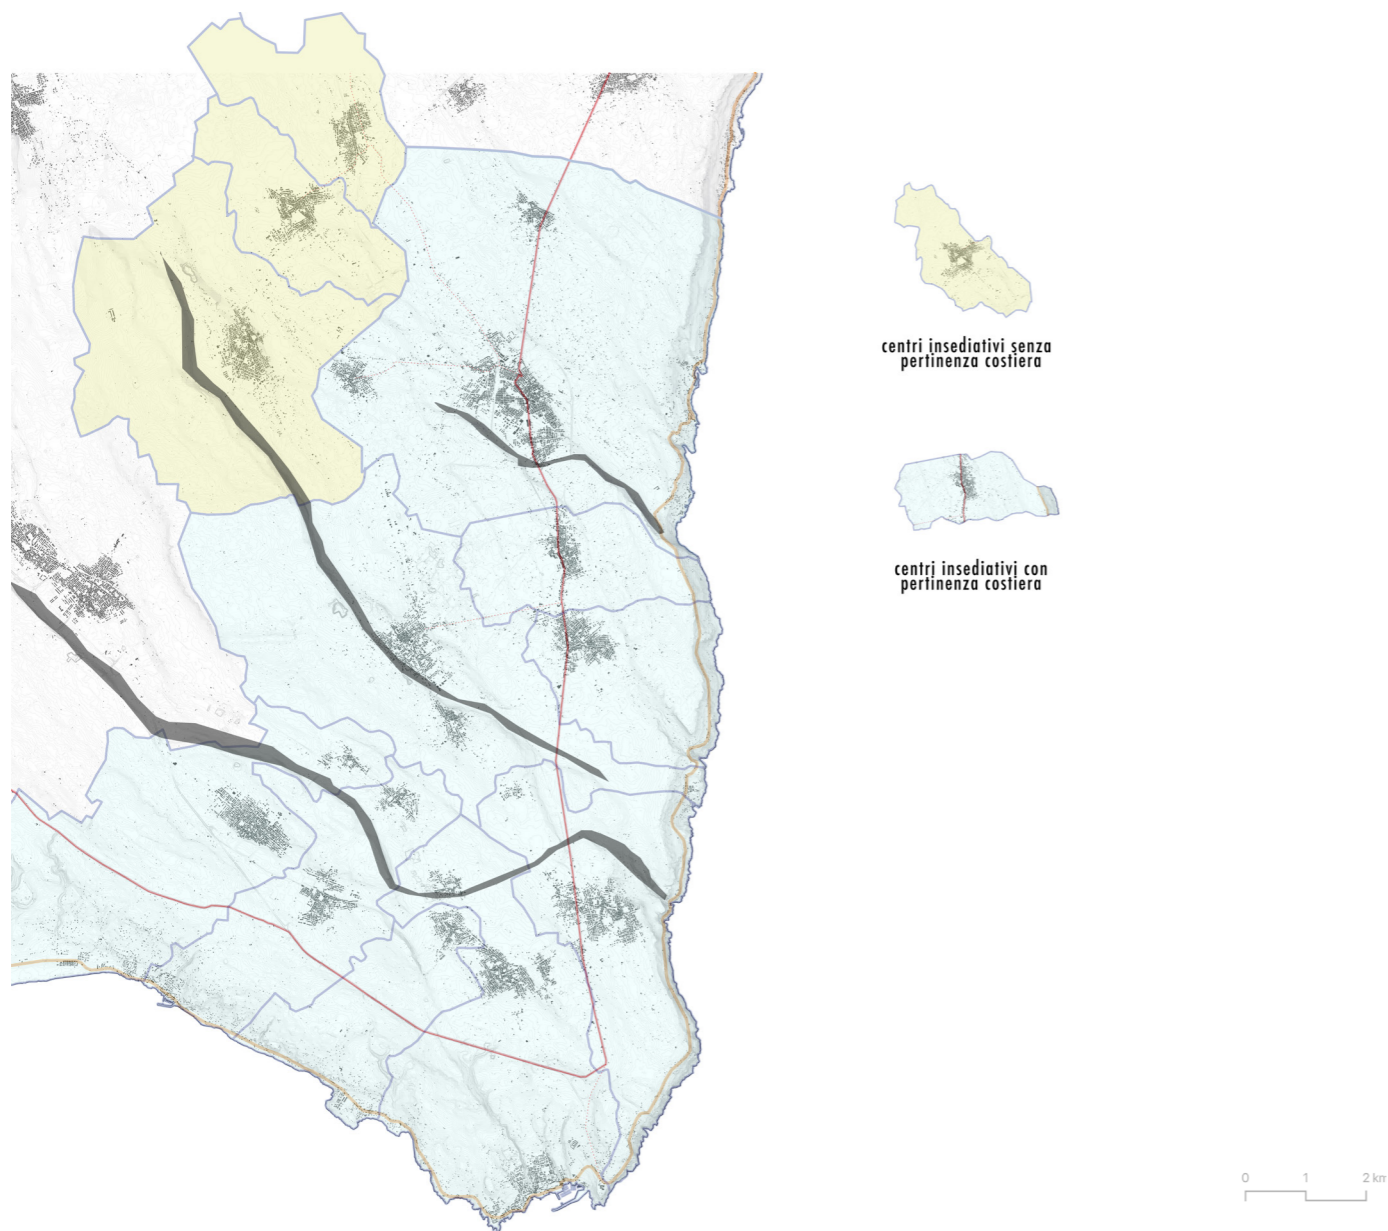 centri insediativi senza
pertinenza costiera
centri insediativi con
pertinenza costiera
0 1 2 km